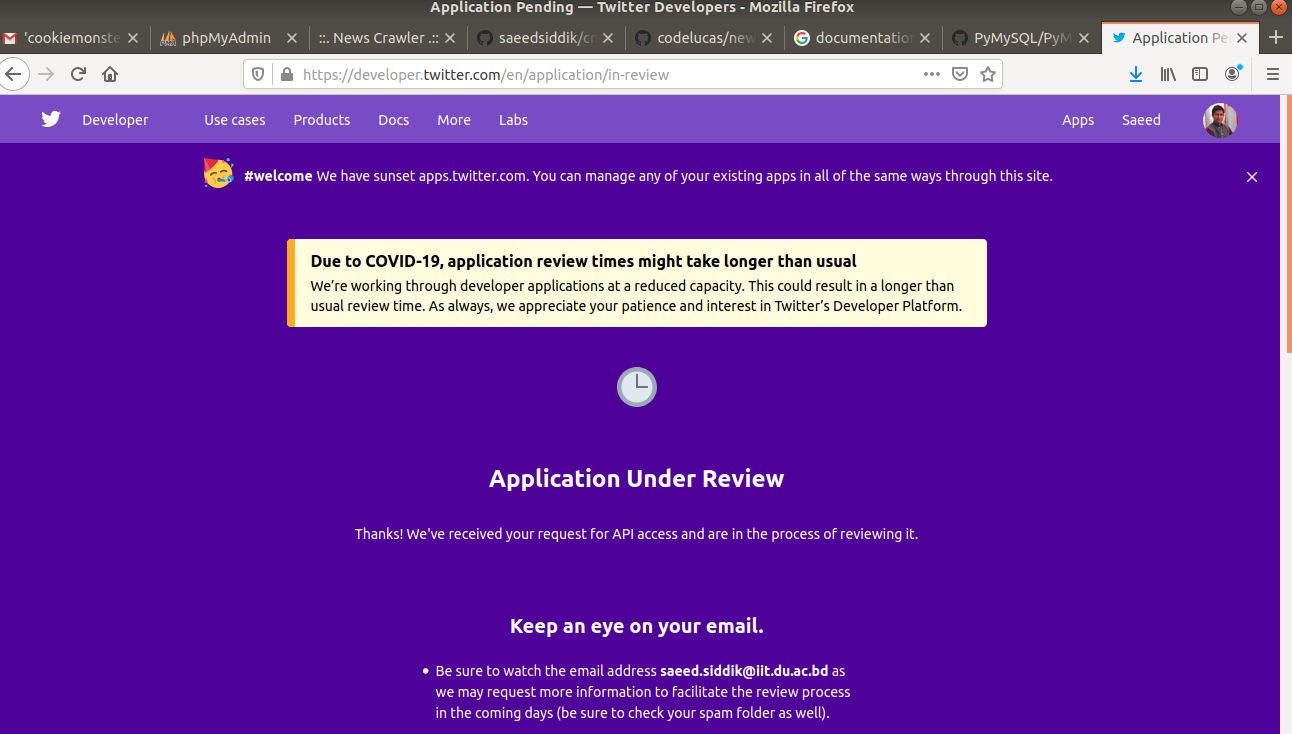 Application Pending — Twitter Developers - Mozilla Firefox
'cookiemonste
phpMyAdmin
::. News Crawler .::
saeedsiddik/cr
codelucas/new
documentation
PyMySQL/PyM
Application Pe
https://developer.twitter.com/en/application/in-review
Developer Use cases Products Docs More Labs Apps Saeed
#welcome We have sunset apps.twitter.com. You can manage any of your existing apps in all of the same ways through this site.
Due to COVID-19, application review times might take longer than usual
We’re working through developer applications at a reduced capacity. This could result in a longer than
usual review time. As always, we appreciate your patience and interest in Twitter’s Developer Platform.
Application Under Review
Thanks! We've received your request for API access and are in the process of reviewing it.
Keep an eye on your email.
• Be sure to watch the email address saeed.siddik@iit.du.ac.bd as
we may request more information to facilitate the review process
in the coming days (be sure to check your spam folder as well).